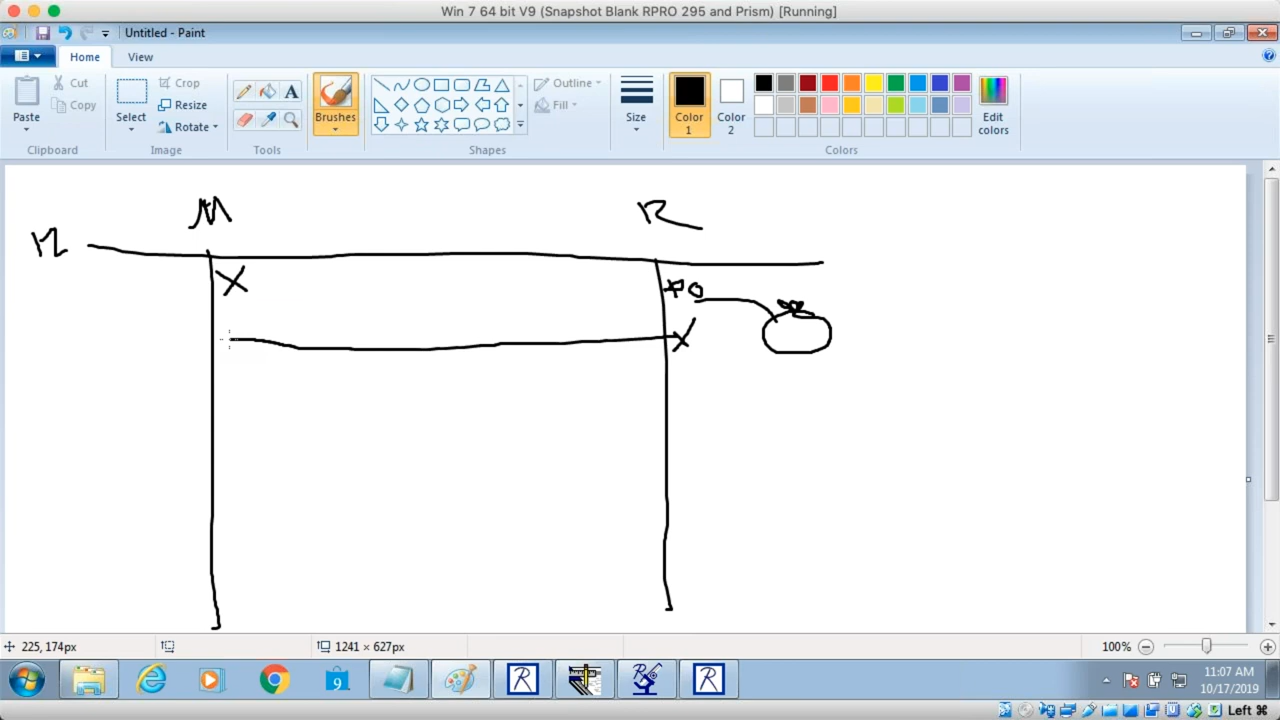 Win 7 64 bit V9 (Snapshot Blank RPRO 295 and Prism) [Running]
Untitled - Paint
Home View
Paste Cut Copy
Select Crop Resize Rotate
A
Brushes
Outline Fill
Size
Color 1
Color 2
Edit colors
Clipboard Image Tools Shapes Colors
M R
R
X PO
X
225, 174px 1241 × 627px 100%
9 R R
11:07 AM
10/17/2019
Left ⌘